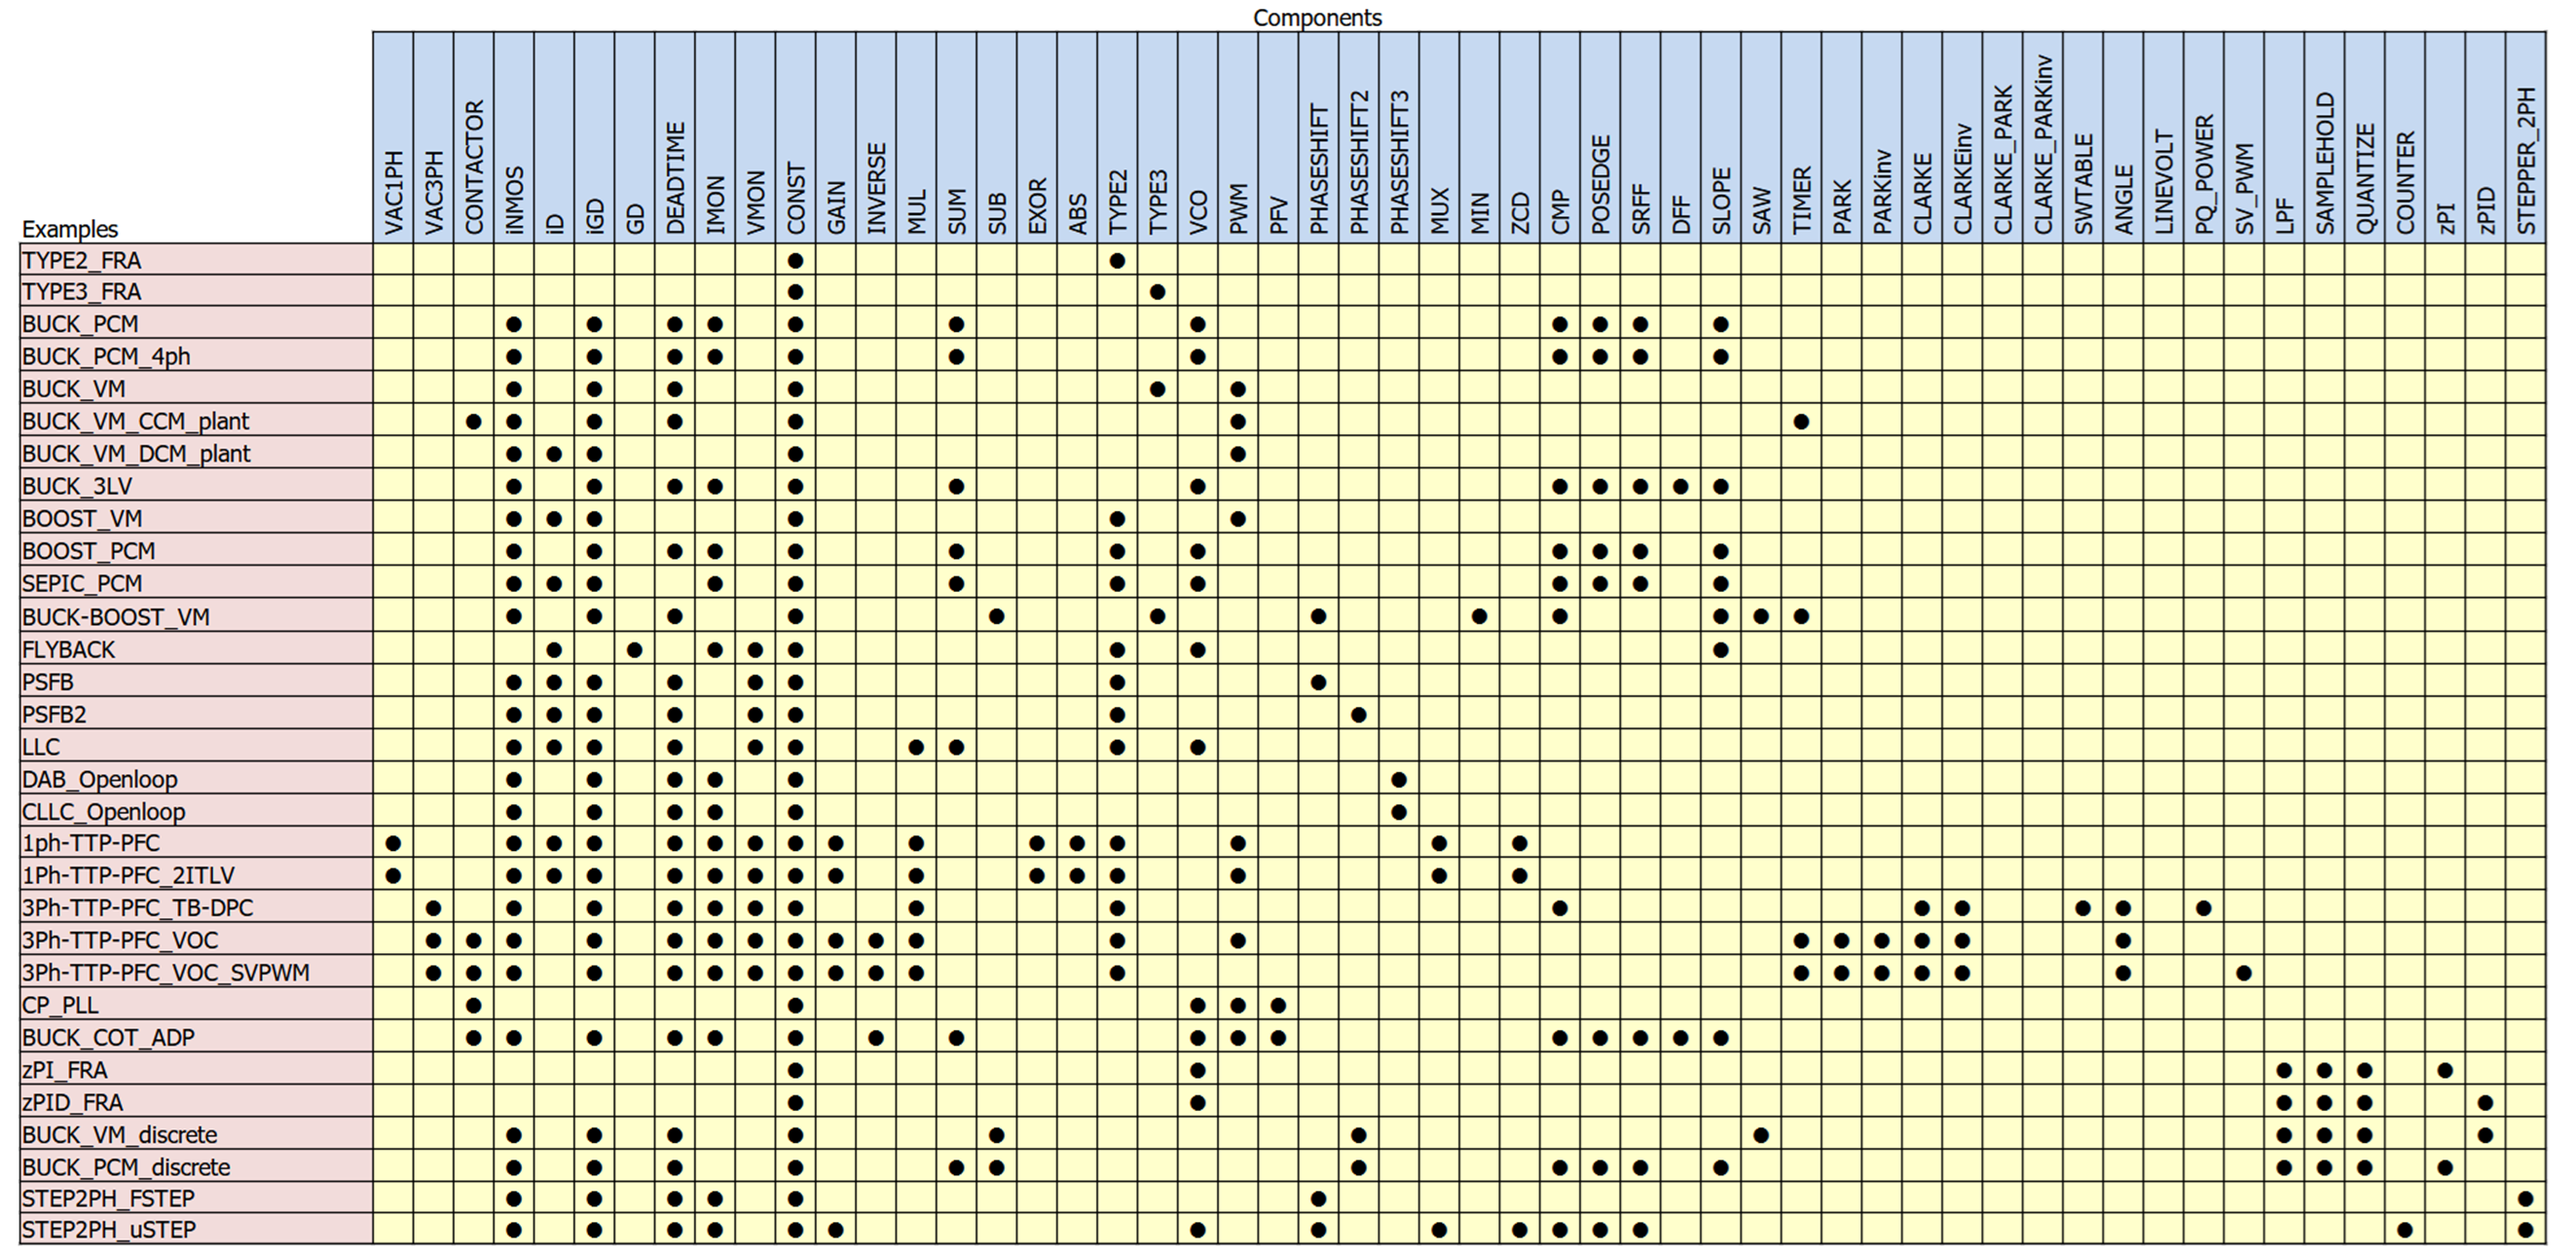 Components
Examples
VAC1PH
VAC3PH
CONTACTOR
iNMOS
iD
iGD
GD
DEADTIME
IMON
VMON
CONST
GAIN
INVERSE
MUL
SUM
SUB
EXOR
ABS
TYPE2
TYPE3
VCO
PWM
PFV
PHASESHIFT
PHASESHIFT2
PHASESHIFT3
MUX
MIN
ZCD
CMP
POSEDGE
SRFF
DFF
SLOPE
SAW
TIMER
PARK
PARKinv
CLARKE
CLARKEinv
CLARKE_PARK
CLARKE_PARKinv
SWTABLE
ANGLE
LINEVOLT
PQ_POWER
SV_PWM
LPF
SAMPLEHOLD
QUANTIZE
COUNTER
zPI
zPID
STEPPER_2PH
TYPE2_FRA
TYPE3_FRA
BUCK_PCM
BUCK_PCM_4ph
BUCK_VM
BUCK_VM_CCM_plant
BUCK_VM_DCM_plant
BUCK_3LV
BOOST_VM
BOOST_PCM
SEPIC_PCM
BUCK-BOOST_VM
FLYBACK
PSFB
PSFB2
LLC
DAB_Openloop
CLLC_Openloop
1ph-TTP-PFC
1Ph-TTP-PFC_2ITLV
3Ph-TTP-PFC_TB-DPC
3Ph-TTP-PFC_VOC
3Ph-TTP-PFC_VOC_SVPWM
CP_PLL
BUCK_COT_ADP
zPI_FRA
zPID_FRA
BUCK_VM_discrete
BUCK_PCM_discrete
STEP2PH_FSTEP
STEP2PH_uSTEP